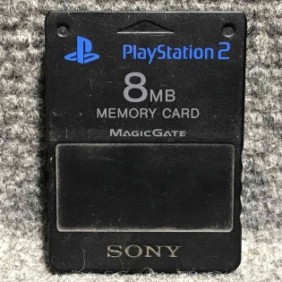 PlayStation 2
8MB
MEMORY CARD
MAGICGATE
SONY